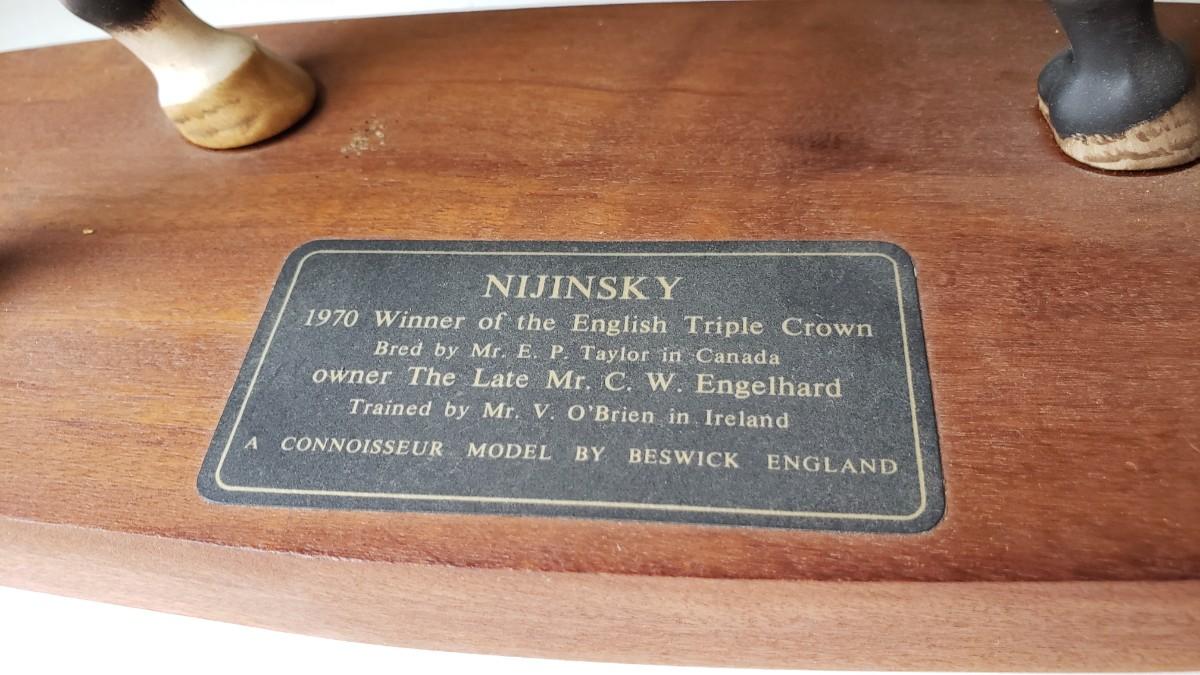 NIJINSKY
1970 Winner of the English Triple Crown
Bred by Mr. E. P. Taylor in Canada
owner The Late Mr. C. W. Engelhard
Trained by Mr. V. O'Brien in Ireland
A CONNOISSEUR MODEL BY BESWICK ENGLAND